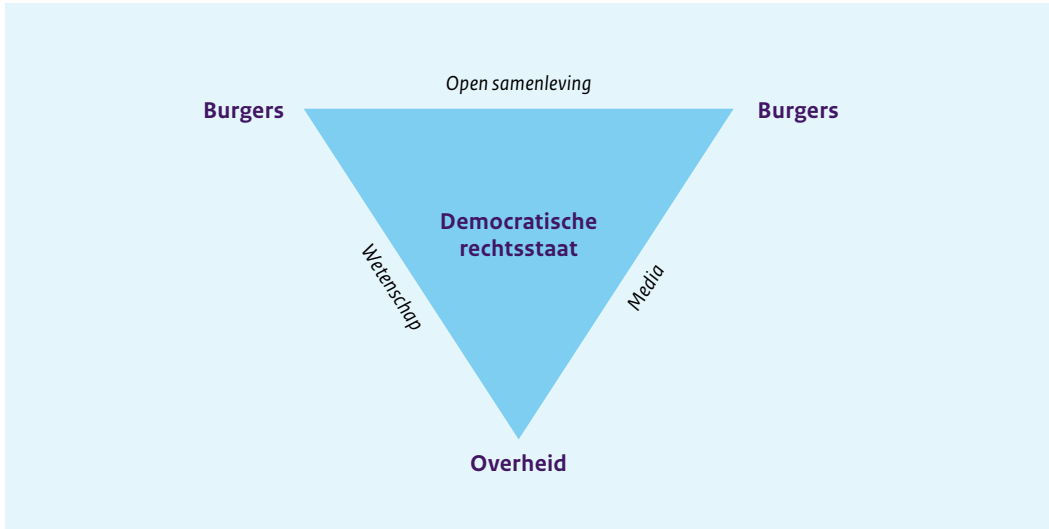 Open samenleving
Burgers
Burgers
Democratische
rechtsstaat
Wetenschap
Media
Overheid